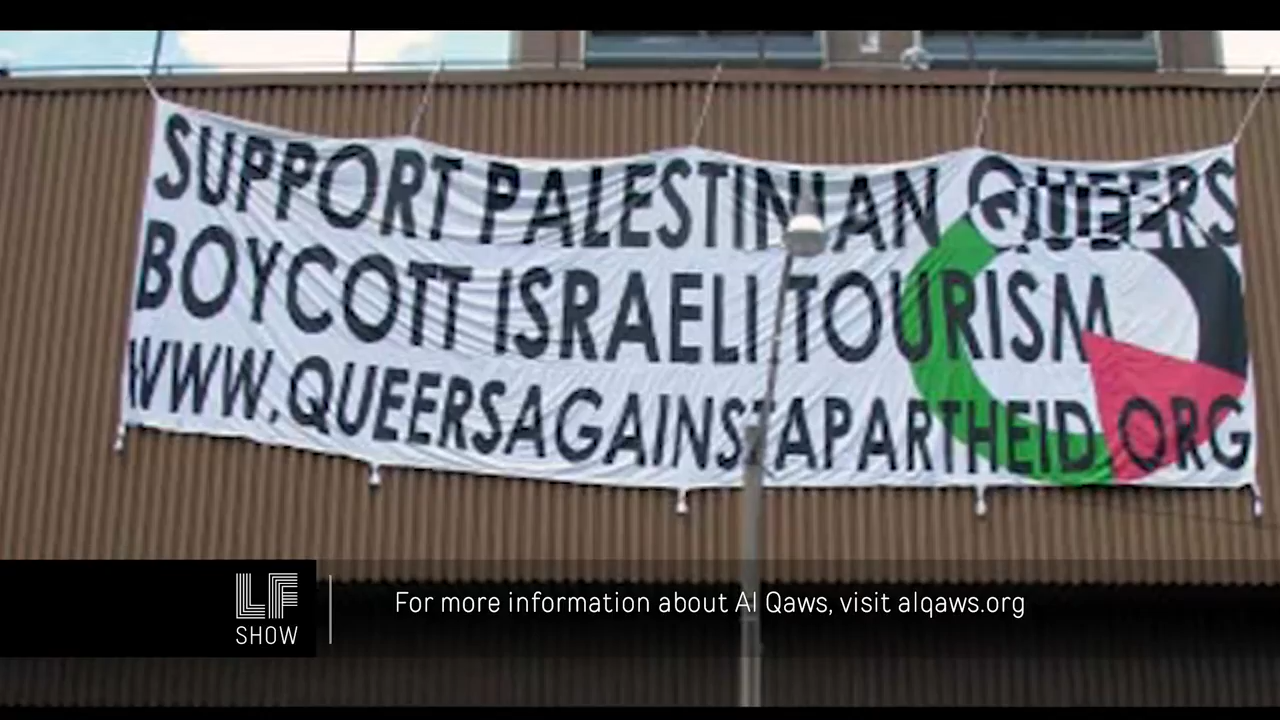 SUPPORT PALESTINIAN QUEERS
BOYCOTT ISRAELI TOURISM
WWW.QUEERSAGAINSTAPARTHEID.ORG
LF
SHOW
For more information about Al Qaws, visit alqaws.org